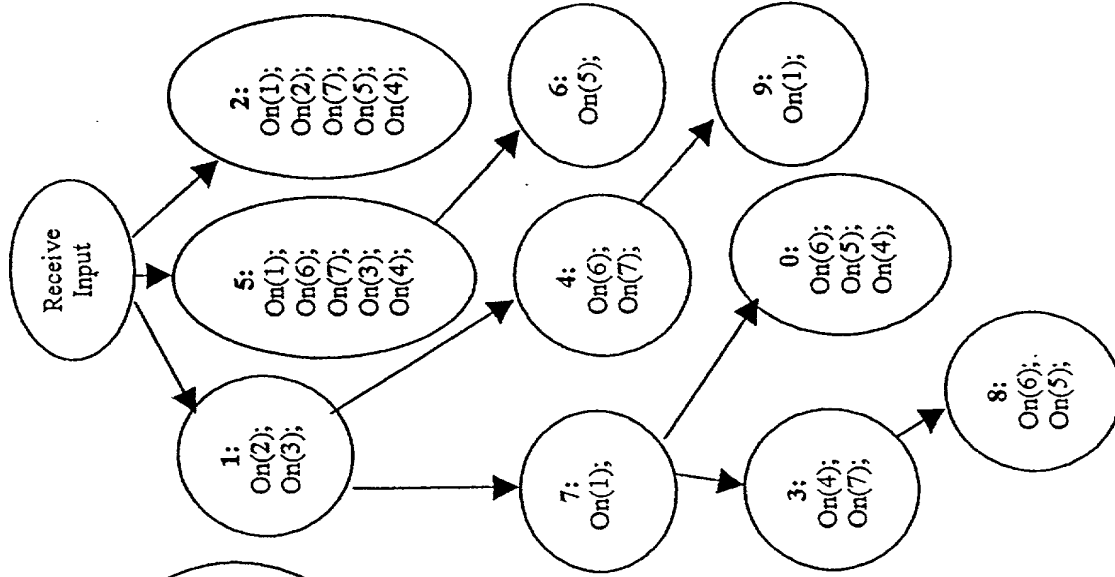 Receive
Input
1:
On(2);
On(3);
5:
On(1);
On(6);
On(7);
On(3);
On(4);
2:
On(1);
On(2);
On(7);
On(5);
On(4);
7:
On(1);
4:
On(6);
On(7);
6:
On(5);
3:
On(4);
On(7);
0:
On(6);
On(5);
On(4);
9:
On(1);
8:
On(6);
On(5);